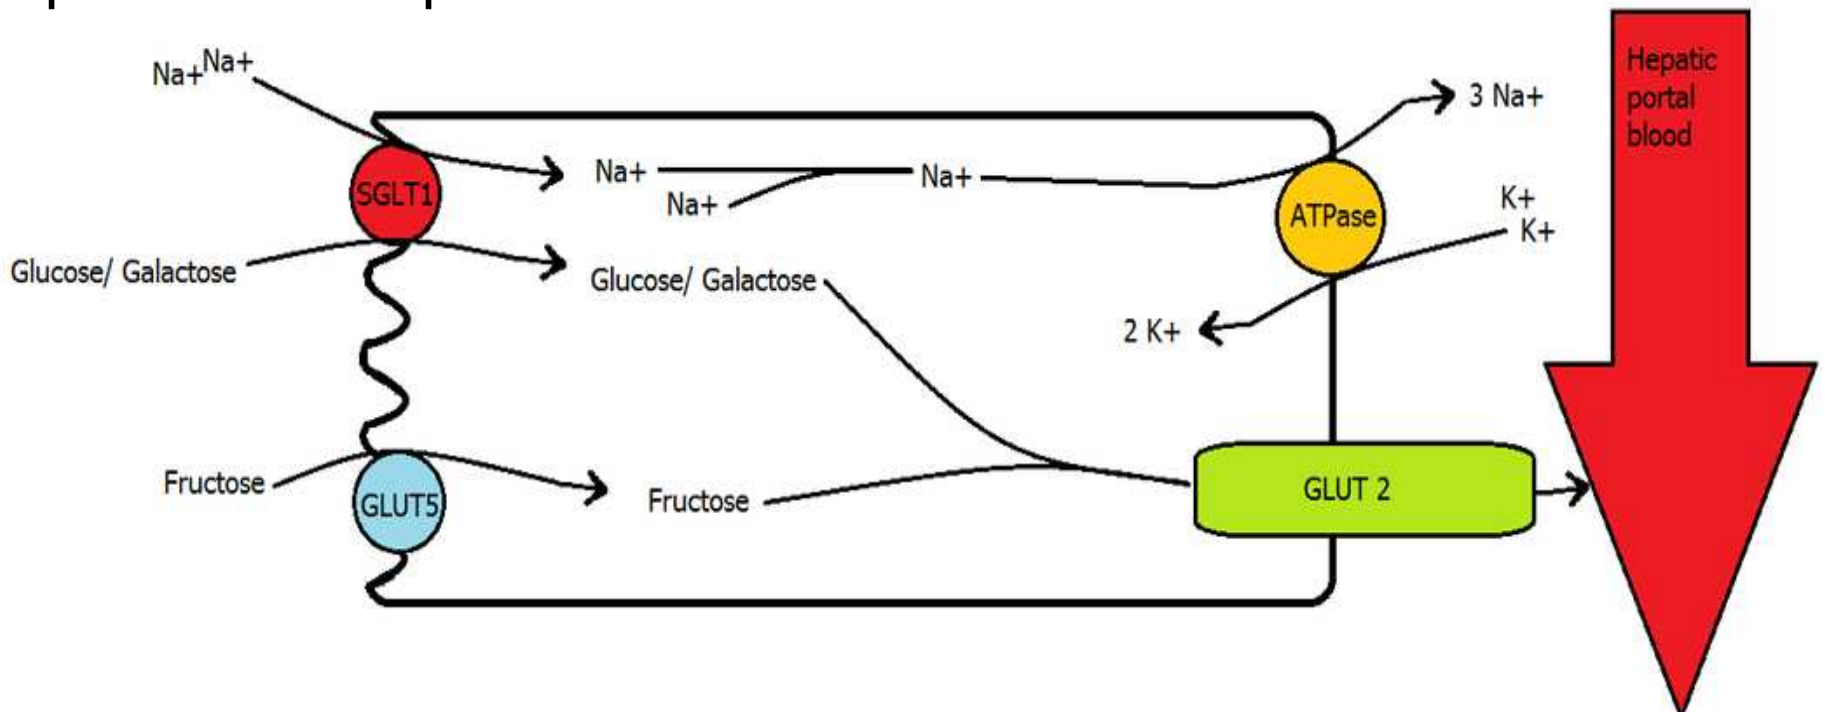 Na+
Na+
SGLT1
Glucose/ Galactose
Na+
Na+
Na+
Glucose/ Galactose
ATPase
3 Na+
K+
K+
2 K+
Fructose
GLUT5
Fructose
GLUT 2
Hepatic
portal
blood